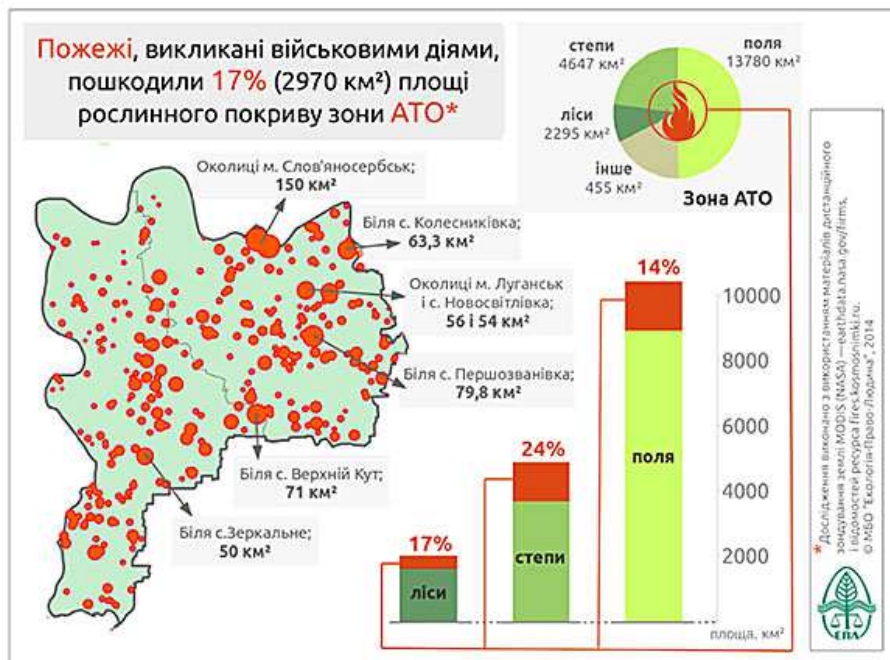 Пожежі, викликані військовими діями,
пошкодили 17% (2970 км²) площі
рослинного покриву зони АТО*
степи
4647 км²
поля
13780 км²
ліси
2295 км²
інше
455 км²
Зона АТО
Околиці м. Слов'яносербськ;
150 км²
Біля с. Колесниківка;
63,3 км²
Околиці м. Луганськ
і с. Новосвітлівка;
56 і 54 км²
Біля с. Першозванівка;
79,8 км²
Біля с. Верхній Кут;
71 км²
Біля с.Зеркальне;
50 км²
17%
ліси
24%
степи
14%
поля
10000
8000
6000
4000
2000
площа, км²
* Дослідження виконано з використанням матеріалів дистанційного
зондування землі MODIS (NASA) —earthdata.nasa.gov/firms,
і відомостей ресурса fires.kosmosnimki.ru.
© МБО "Екологія-Право-Людина", 2014
ЕПЛ